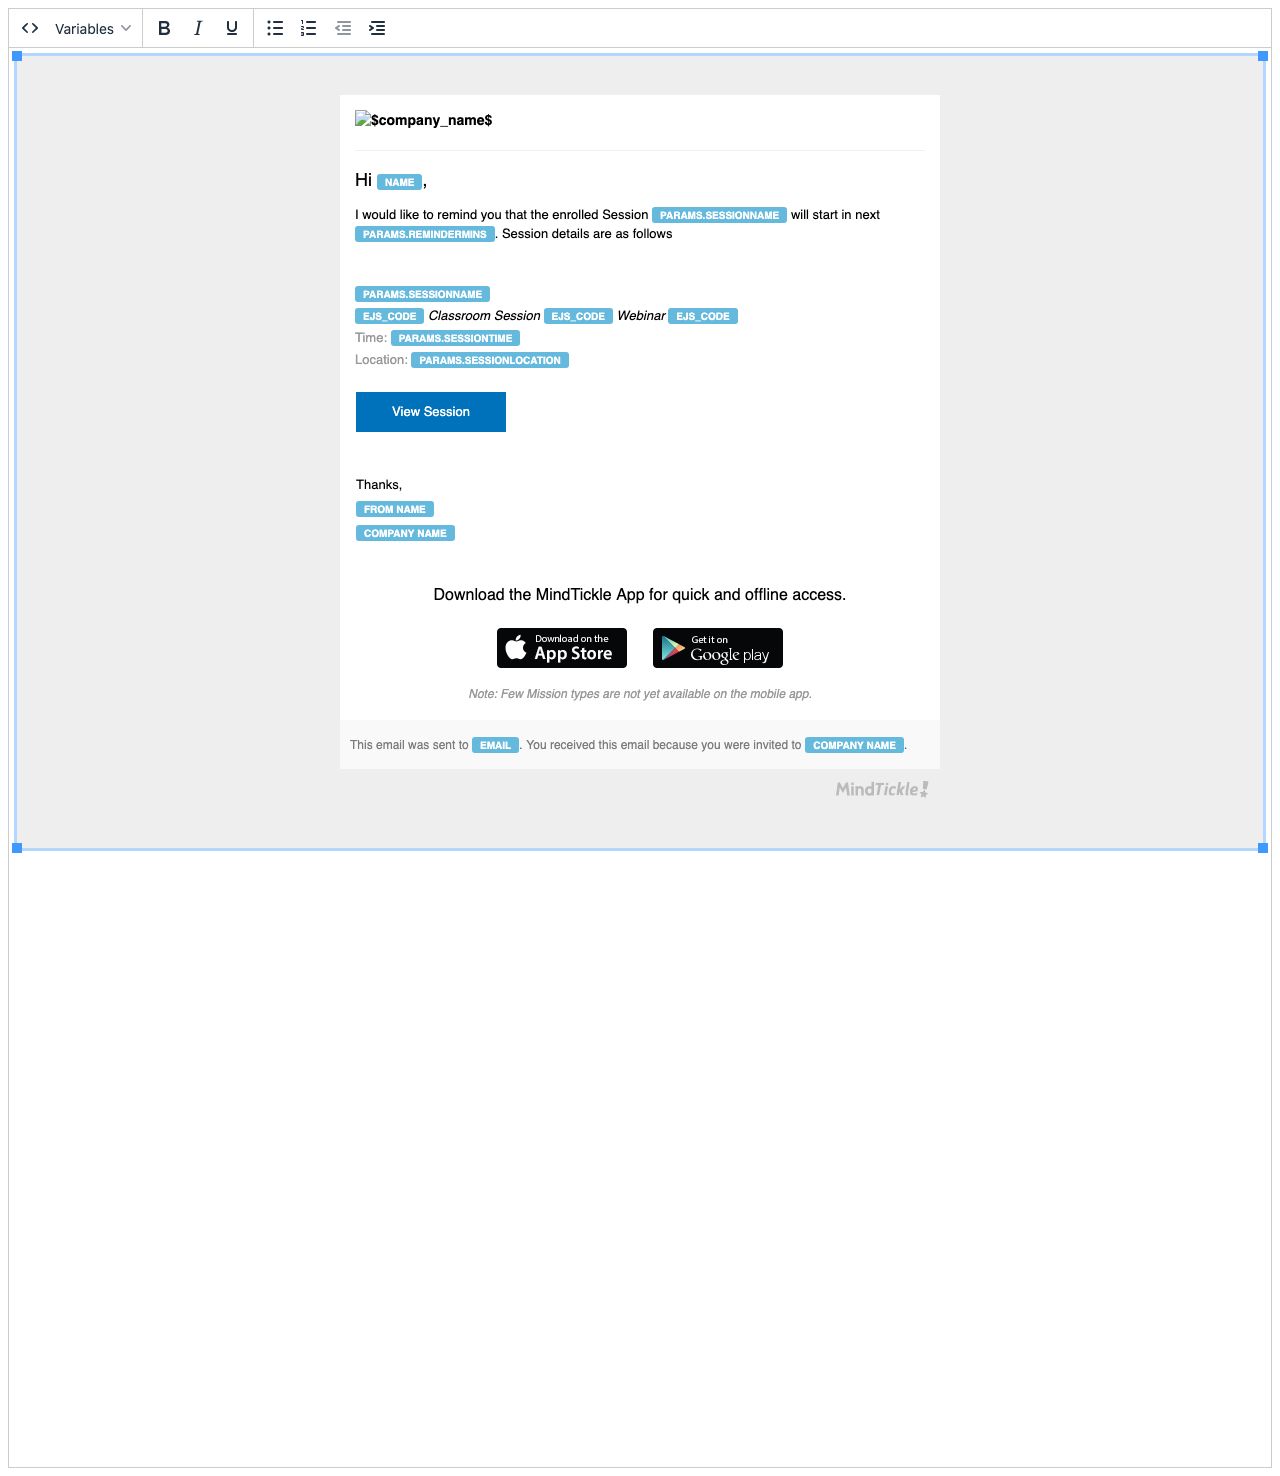 Variables B I U
$company_name$
Hi NAME,
I would like to remind you that the enrolled Session PARAMS.SESSIONNAME will start in next
PARAMS.REMINDERMINS. Session details are as follows
PARAMS.SESSIONNAME
EJS_CODE Classroom Session EJS_CODE Webinar EJS_CODE
Time: PARAMS.SESSIONTIME
Location: PARAMS.SESSIONLOCATION
View Session
Thanks,
FROM NAME
COMPANY NAME
Download the MindTickle App for quick and offline access.
Download on the
App Store
Get it on
Google play
Note: Few Mission types are not yet available on the mobile app.
This email was sent to EMAIL. You received this email because you were invited to COMPANY NAME.
MindTickle!